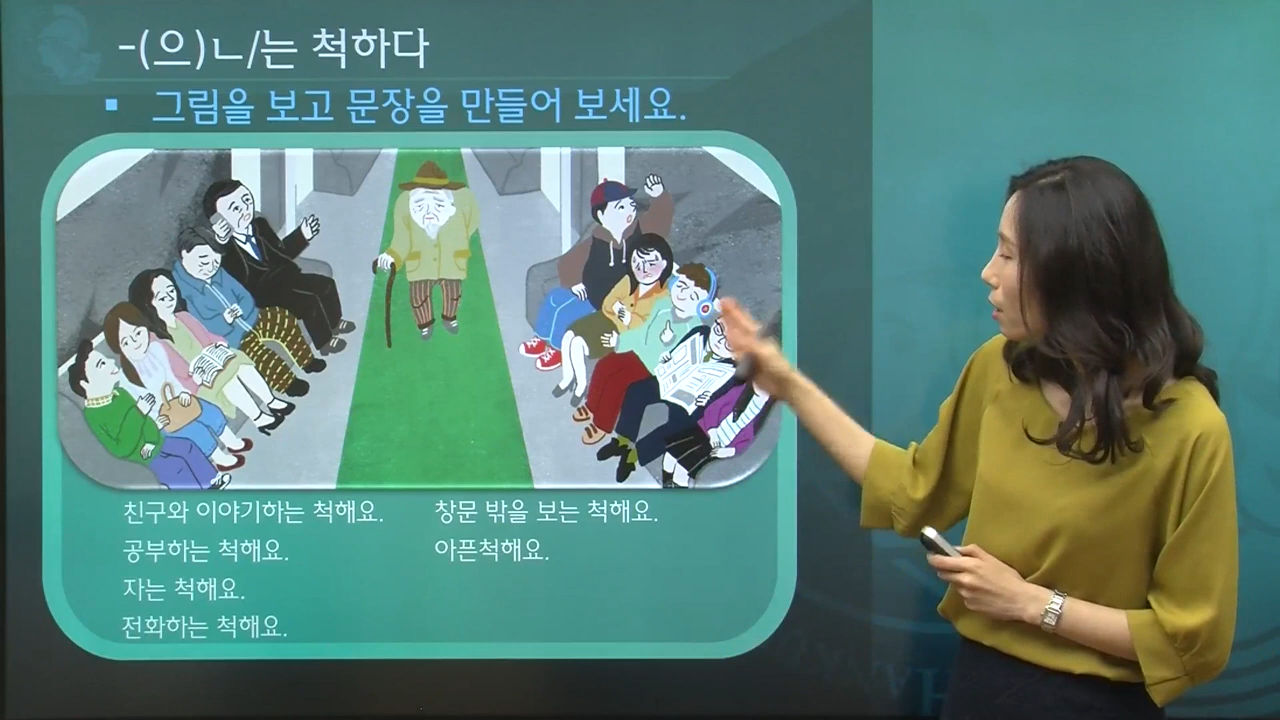 -(으)ㄴ/는 척하다
▪ 그림을 보고 문장을 만들어 보세요.
친구와 이야기하는 척해요.
공부하는 척해요.
자는 척해요.
전화하는 척해요.
창문 밖을 보는 척해요.
아픈척해요.